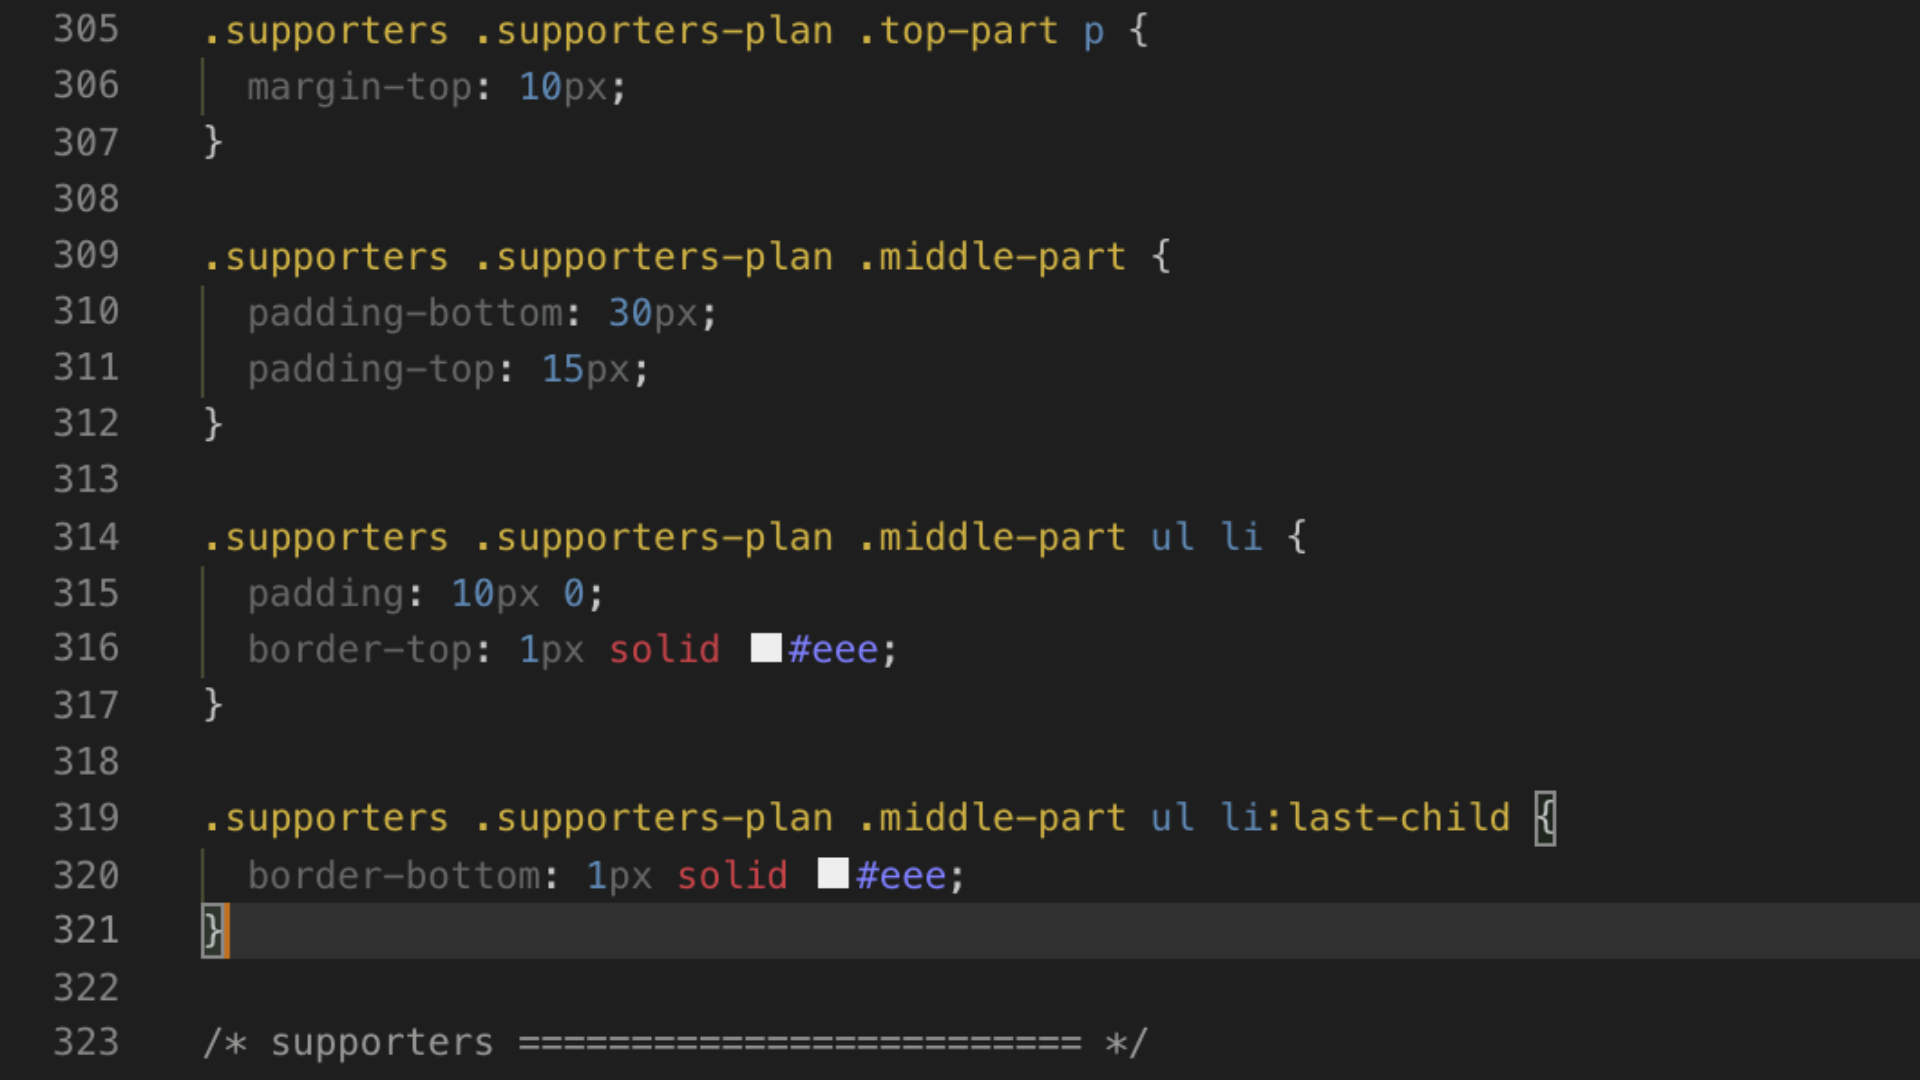 305 .supporters .supporters-plan .top-part p {
306 margin-top: 10px;
307 }
308
309 .supporters .supporters-plan .middle-part {
310 padding-bottom: 30px;
311 padding-top: 15px;
312 }
313
314 .supporters .supporters-plan .middle-part ul li {
315 padding: 10px 0;
316 border-top: 1px solid #eee;
317 }
318
319 .supporters .supporters-plan .middle-part ul li:last-child {
320 border-bottom: 1px solid #eee;
321 }
322
323 /* supporters ========================= */